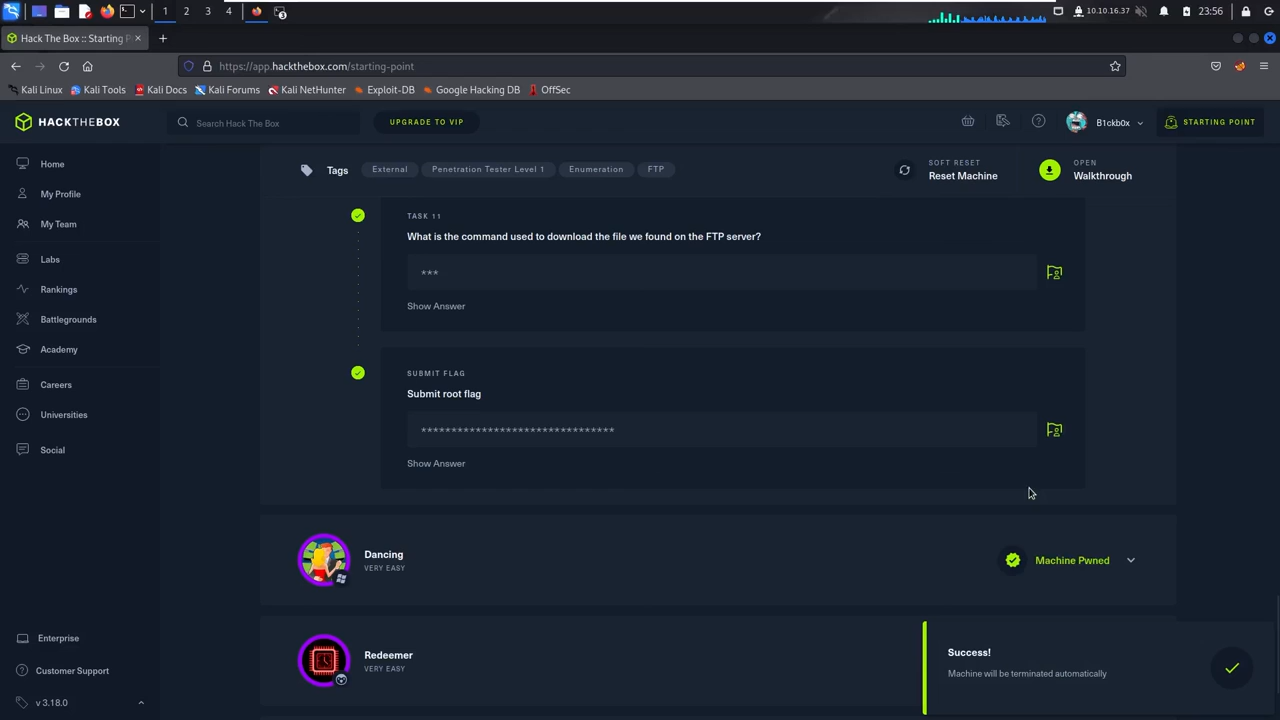 1
2
3
4
3
10.10.16.37
23:56
Hack The Box :: Starting P
https://app.hackthebox.com/starting-point
Kali Linux
Kali Tools
Kali Docs
Kali Forums
Kali NetHunter
Exploit-DB
Google Hacking DB
OffSec
HACKTHEBOX
Search Hack The Box
UPGRADE TO VIP
B1ckb0x
STARTING POINT
Home
My Profile
My Team
Labs
Rankings
Battlegrounds
Academy
Careers
Universities
Social
Enterprise
Customer Support
v 3.18.0
Tags
External
Penetration Tester Level 1
Enumeration
FTP
SOFT RESET
Reset Machine
OPEN
Walkthrough
TASK 11
What is the command used to download the file we found on the FTP server?
***
Show Answer
SUBMIT FLAG
Submit root flag
********************************
Show Answer
Dancing
VERY EASY
Machine Pwned
Redeemer
VERY EASY
Success!
Machine will be terminated automatically